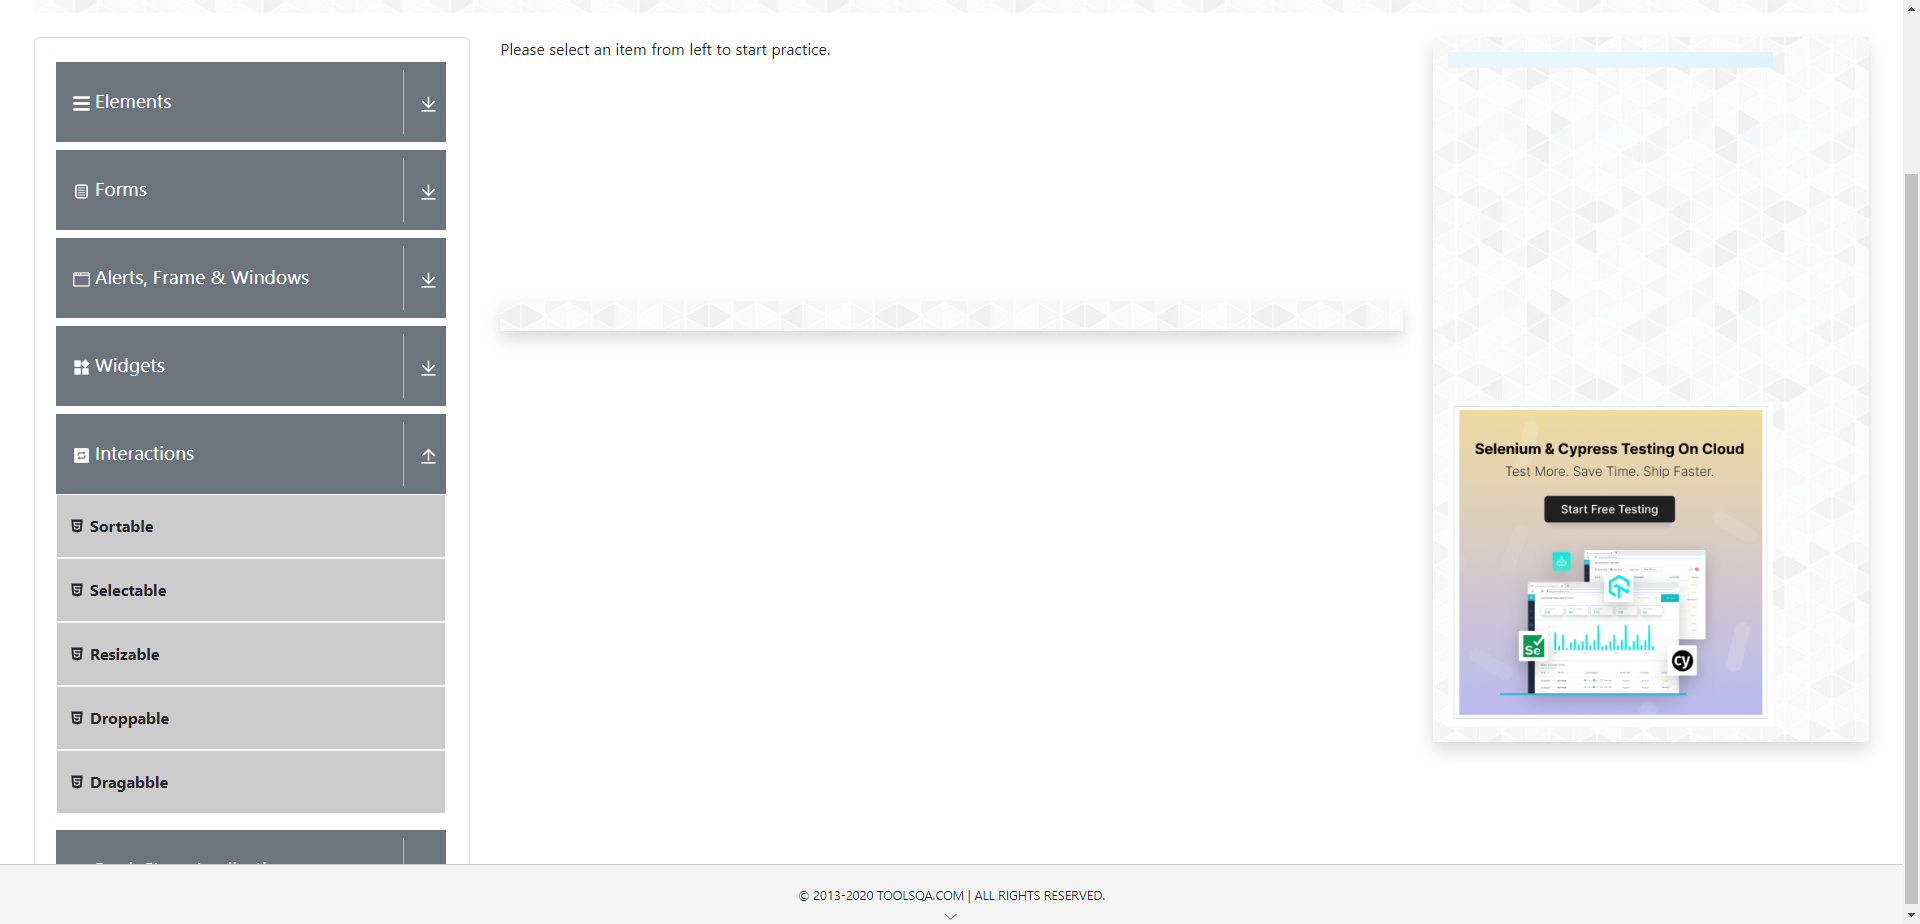 Please select an item from left to start practice.
Elements
Forms
Alerts, Frame & Windows
Widgets
Interactions
Sortable
Selectable
Resizable
Droppable
Dragabble
Selenium & Cypress Testing On Cloud
Test More. Save Time. Ship Faster.
Start Free Testing
Se
cy
© 2013-2020 TOOLSQA.COM | ALL RIGHTS RESERVED.